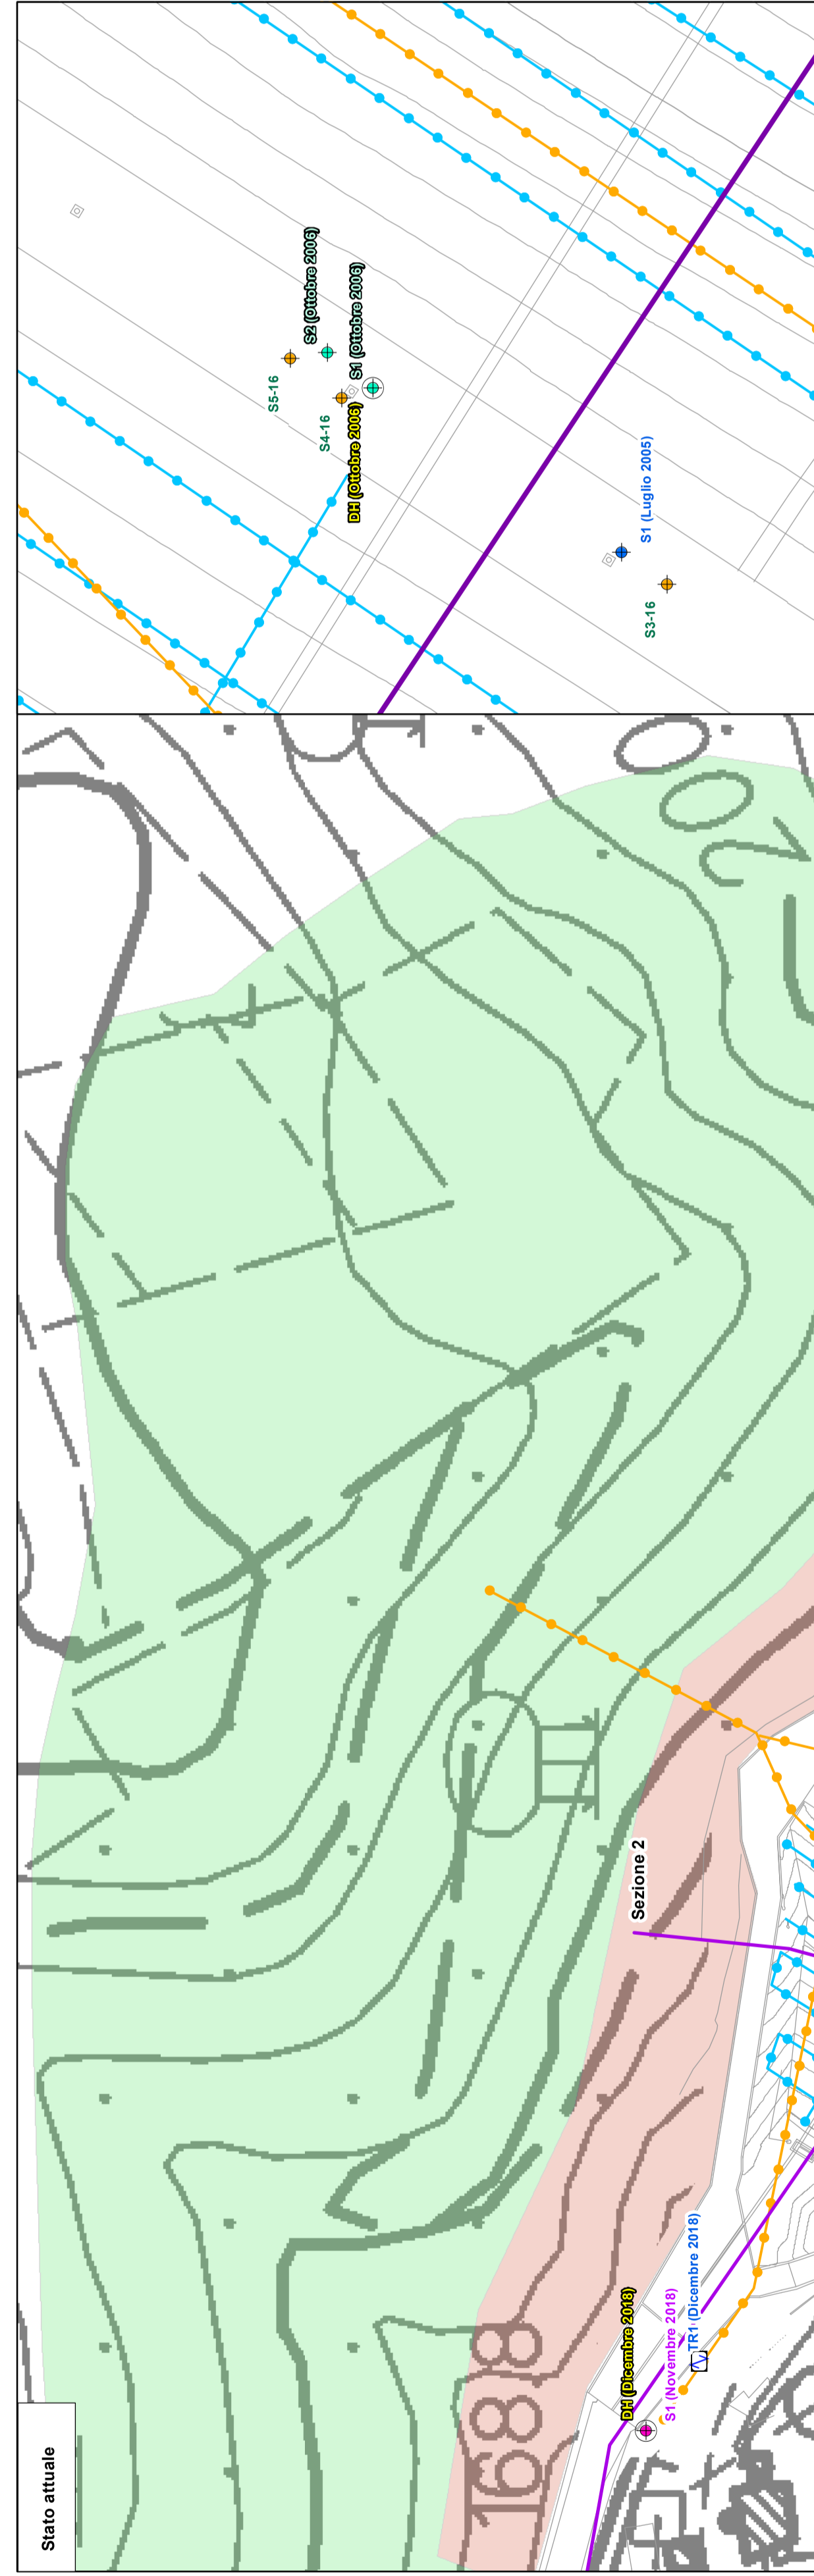 S2 (Ottobre 2006)
S5-16
S1 (Ottobre 2006)
S4-16
DH (Ottobre 2006)
S1 (Luglio 2005)
S3-16
20
Sezione 2
1688
DH (Dicembre 2018)
S1 (Novembre 2018)
TR1 (Dicembre 2018)
Stato attuale